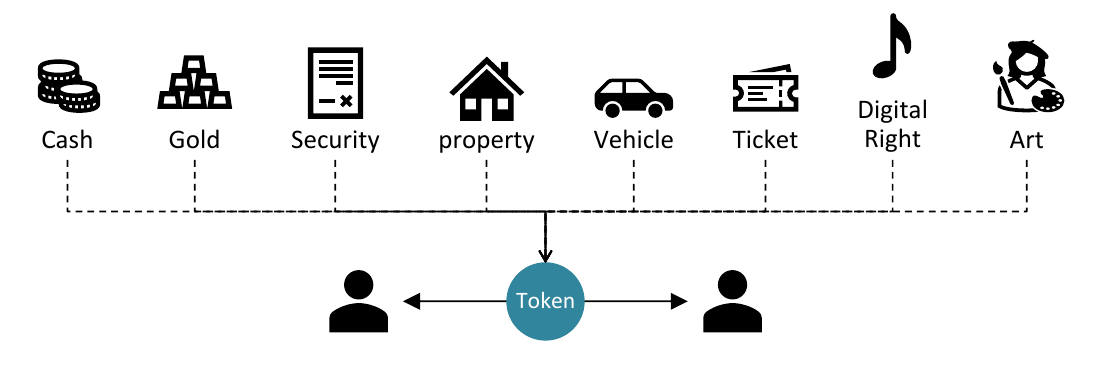 Cash
Gold
Security
property
Vehicle
Ticket
Digital
Right
Art
Token